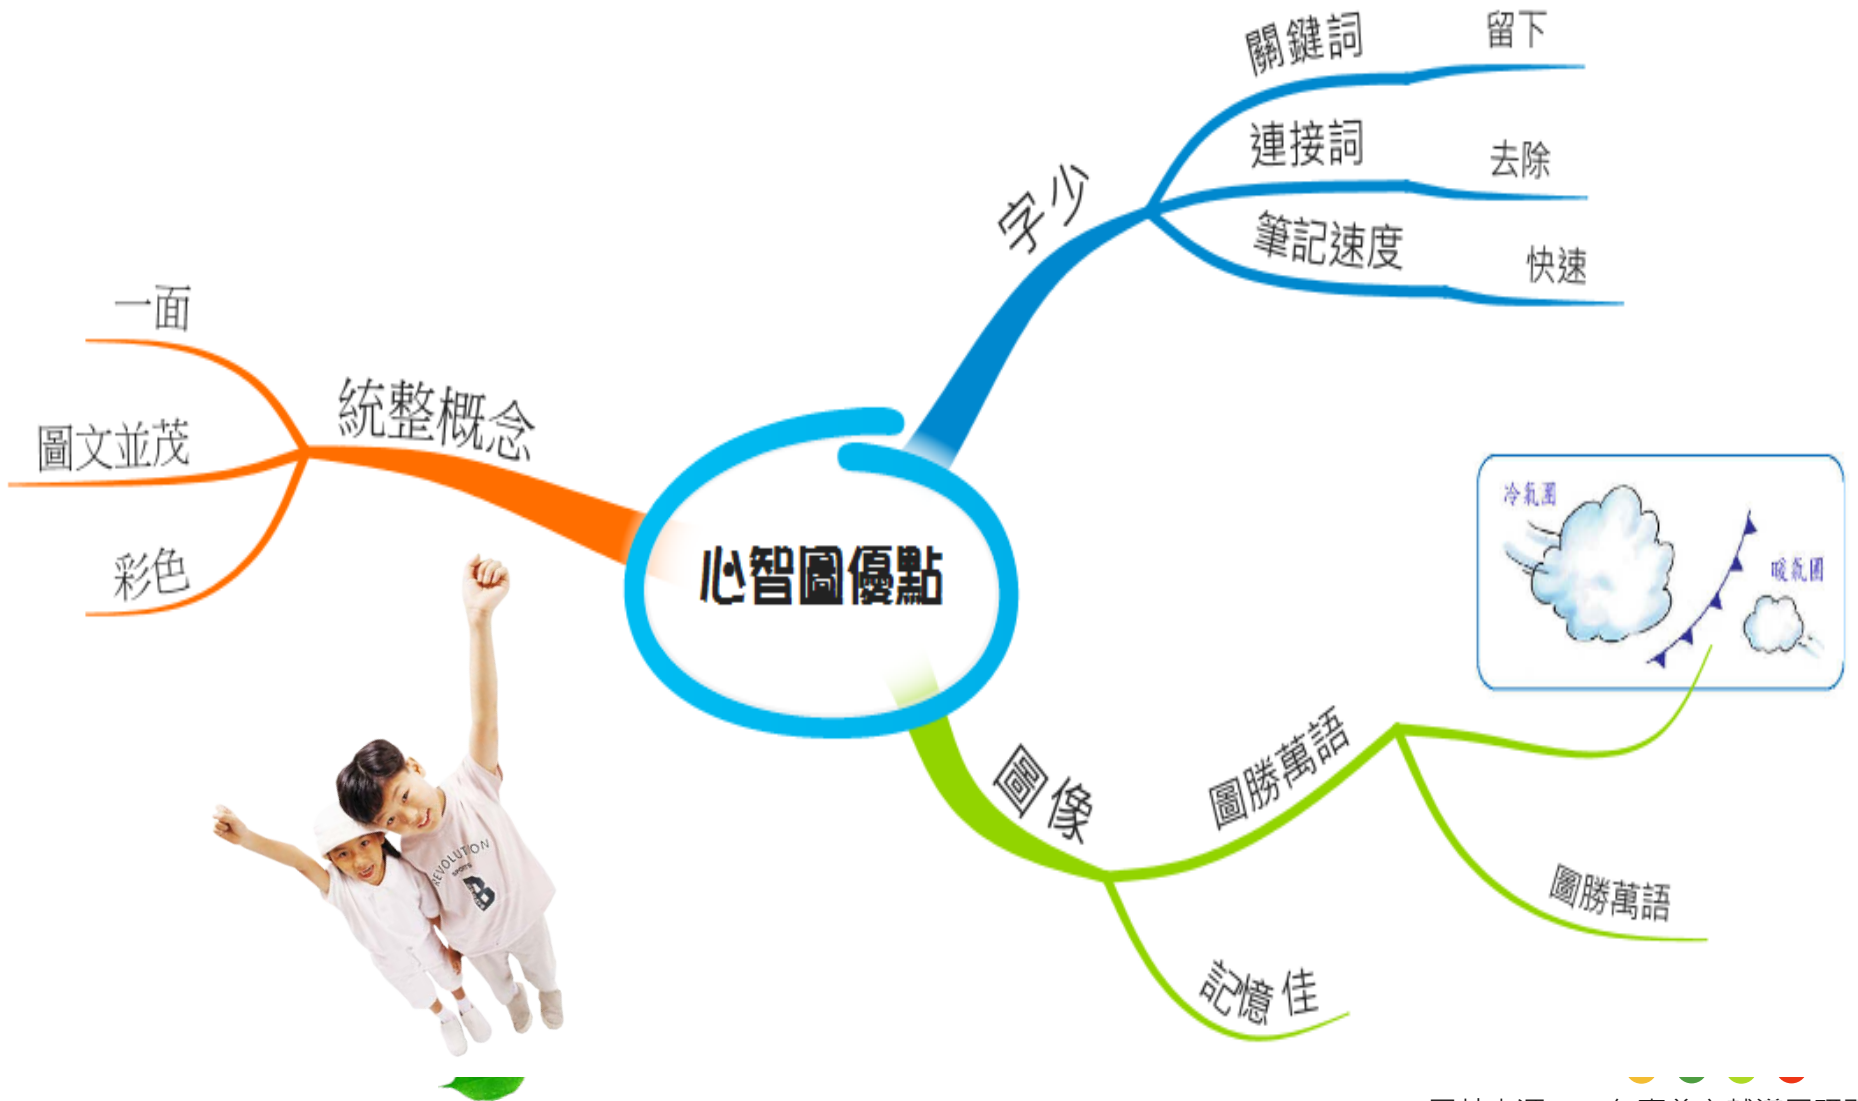 心智圖優點
字少
關鍵詞
留下
連接詞
去除
筆記速度
快速
圖像
圖勝萬語
冷氣團
暖氣團
圖勝萬語
記憶佳
統整概念
一面
圖文並茂
彩色
REVOLUTION
SPORTS
B